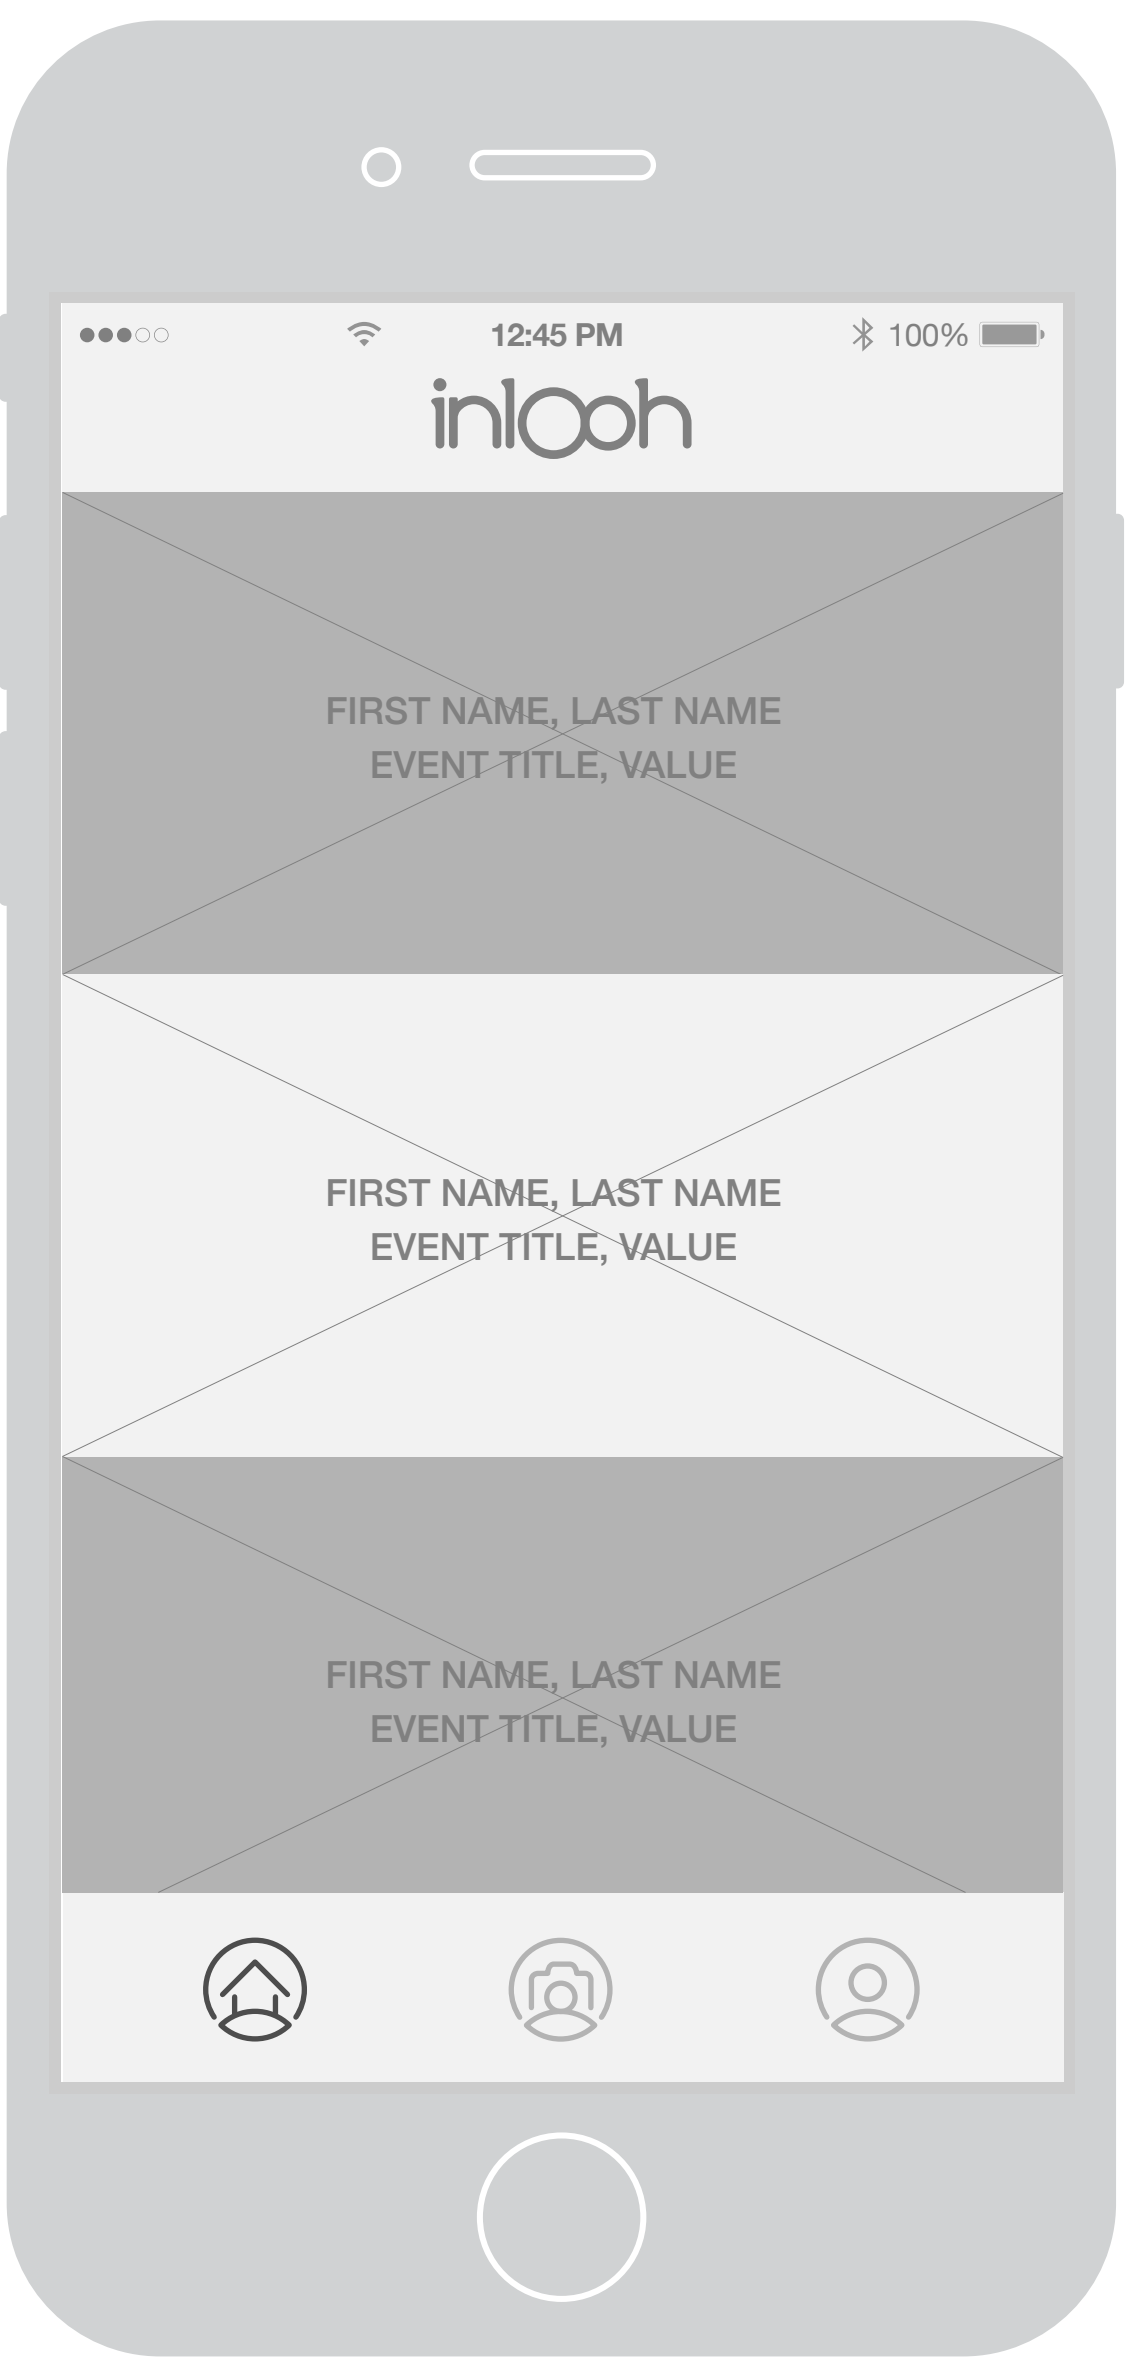 12:45 PM 100%
inlooh
FIRST NAME, LAST NAME
EVENT TITLE, VALUE
FIRST NAME, LAST NAME
EVENT TITLE, VALUE
FIRST NAME, LAST NAME
EVENT TITLE, VALUE